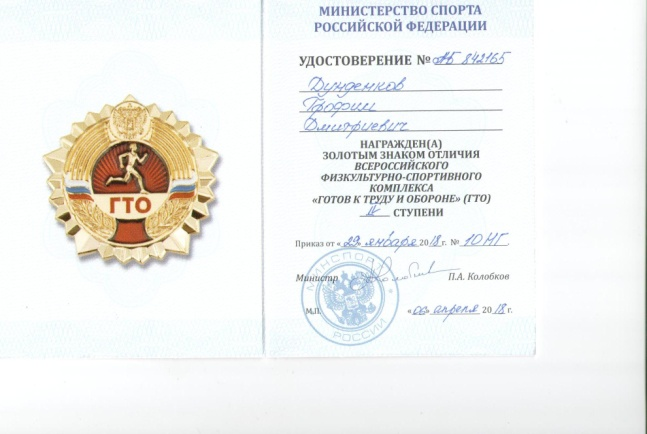 ГТО
МИНИСТЕРСТВО СПОРТА
РОССИЙСКОЙ ФЕДЕРАЦИИ
УДОСТОВЕРЕНИЕ № АБ 842165
Дунденков
Трофим
Дмитриевич
НАГРАЖДЕН(А)
ЗОЛОТЫМ ЗНАКОМ ОТЛИЧИЯ
ВСЕРОССИЙСКОГО
ФИЗКУЛЬТУРНО-СПОРТИВНОГО
КОМПЛЕКСА
«ГОТОВ К ТРУДУ И ОБОРОНЕ» (ГТО)
СТУПЕНИ
Приказ от «29» января 2018 г. № 10 НГ
Министр П.А. Колобков
МИНСПОРТ
РОССИИ
М.П. «06» апреля 2018 г.